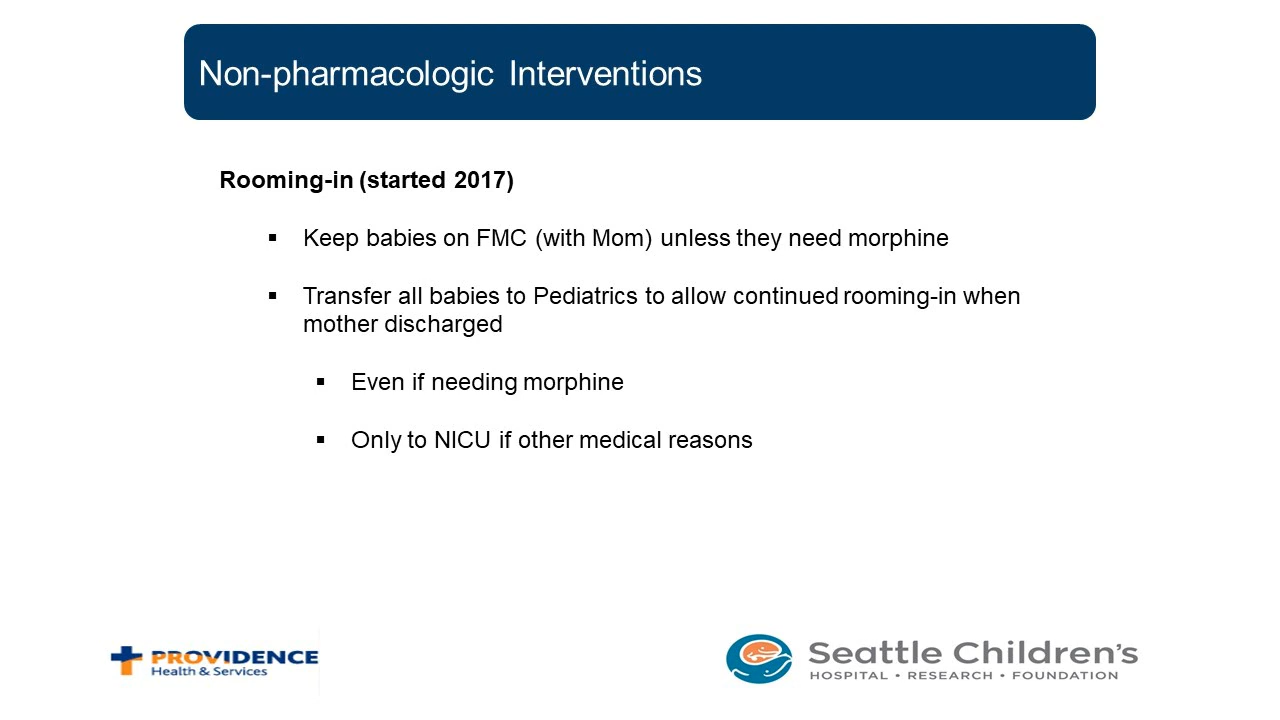 Non-pharmacologic Interventions
Rooming-in (started 2017)
▪ Keep babies on FMC (with Mom) unless they need morphine
▪ Transfer all babies to Pediatrics to allow continued rooming-in when
mother discharged
▪ Even if needing morphine
▪ Only to NICU if other medical reasons
PROVIDENCE
Health & Services
Seattle Children's
HOSPITAL • RESEARCH • FOUNDATION